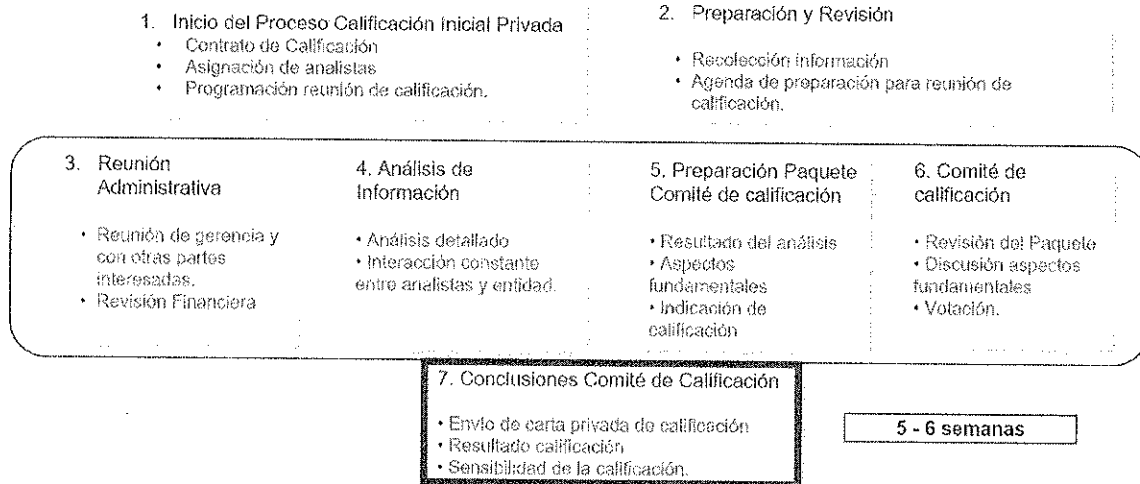 1. Inicio del Proceso Calificación Inicial Privada
• Contrato de Calificación
• Asignación de analistas
• Programación reunión de calificación.
2. Preparación y Revisión
• Recolección información
• Agenda de preparación para reunión de
calificación.
3. Reunión
Administrativa
• Reunión de gerencia y
con otras partes
interesadas.
• Revisión Financiera
4. Análisis de
Información
• Análisis detallado
• Interacción constante
entre analistas y entidad.
5. Preparación Paquete
Comité de calificación
• Resultado del análisis
• Aspectos
fundamentales
• Indicación de
calificación
6. Comité de
calificación
• Revisión del Paquete
• Discusión aspectos
fundamentales
• Votación.
7. Conclusiones Comité de Calificación
• Envío de carta privada de calificación
• Resultado calificación
• Sensibilidad de la calificación.
5 - 6 semanas